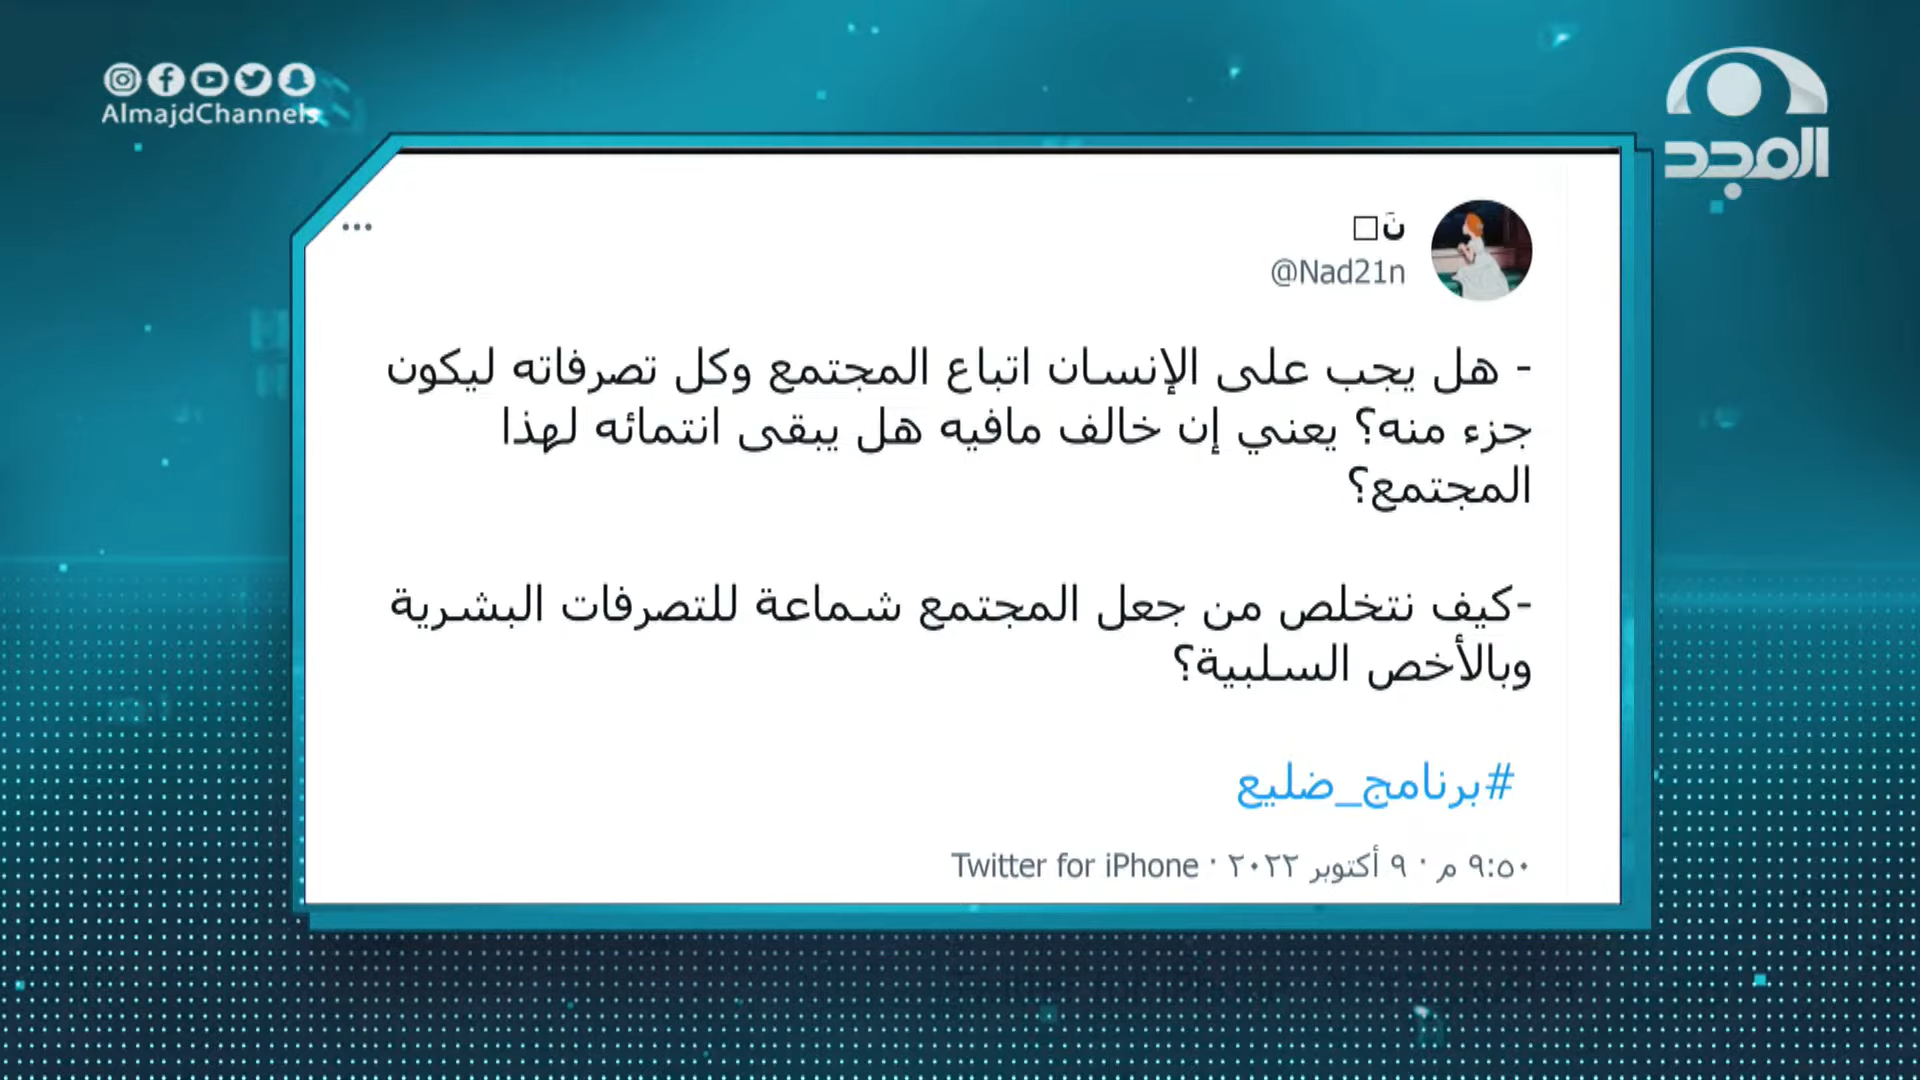 AlmajdChannels
المجد
نَ
@Nad21n
- هل يجب على الإنسان اتباع المجتمع وكل تصرفاته ليكون
جزء منه؟ يعني إن خالف مافيه هل يبقى انتمائه لهذا
المجتمع؟
-كيف نتخلص من جعل المجتمع شماعة للتصرفات البشرية
وبالأخص السلبية؟
#برنامج_ضليع
٩:٥٠ م · ٩ أكتوبر ٢٠٢٢ · Twitter for iPhone